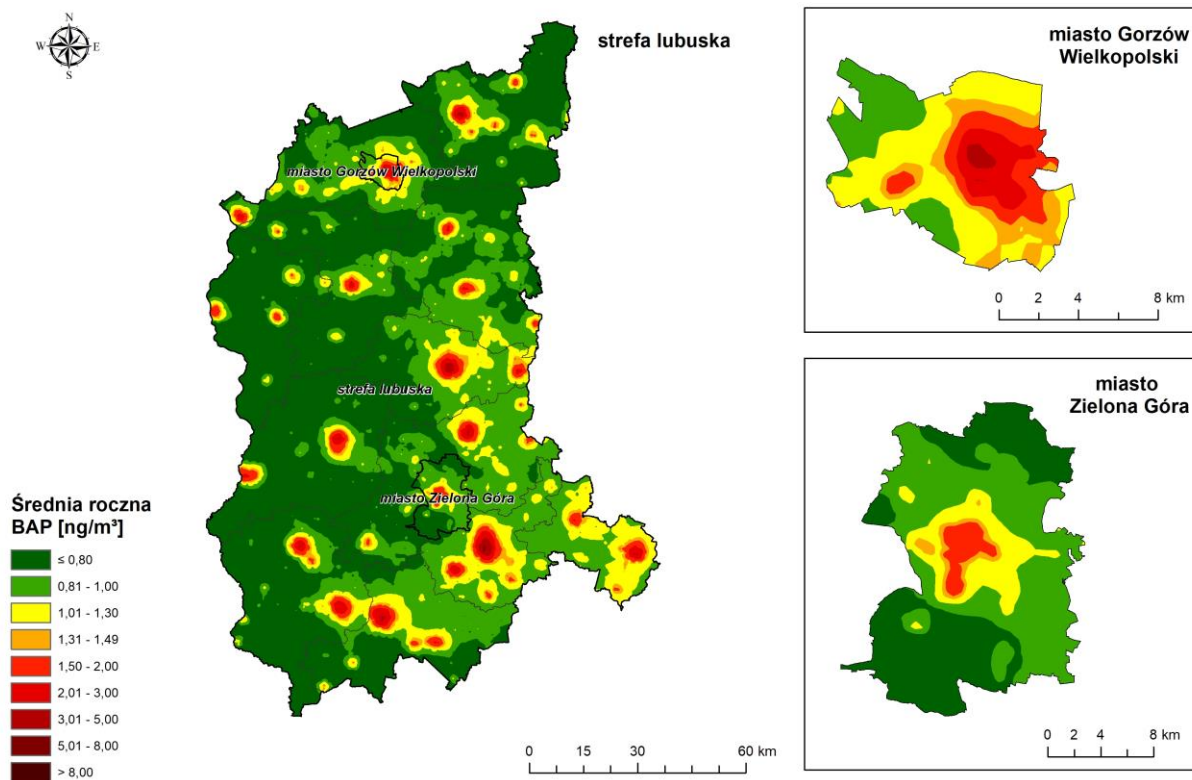 N
W E
S
strefa lubuska
miasto Gorzów Wielkopolski
strefa lubuska
miasto Zielona Góra
Średnia roczna
BAP [ng/m³]
≤ 0,80
0,81 - 1,00
1,01 - 1,30
1,31 - 1,49
1,50 - 2,00
2,01 - 3,00
3,01 - 5,00
5,01 - 8,00
> 8,00
0 15 30 60 km
miasto Gorzów
Wielkopolski
0 2 4 8 km
miasto
Zielona Góra
0 2 4 8 km